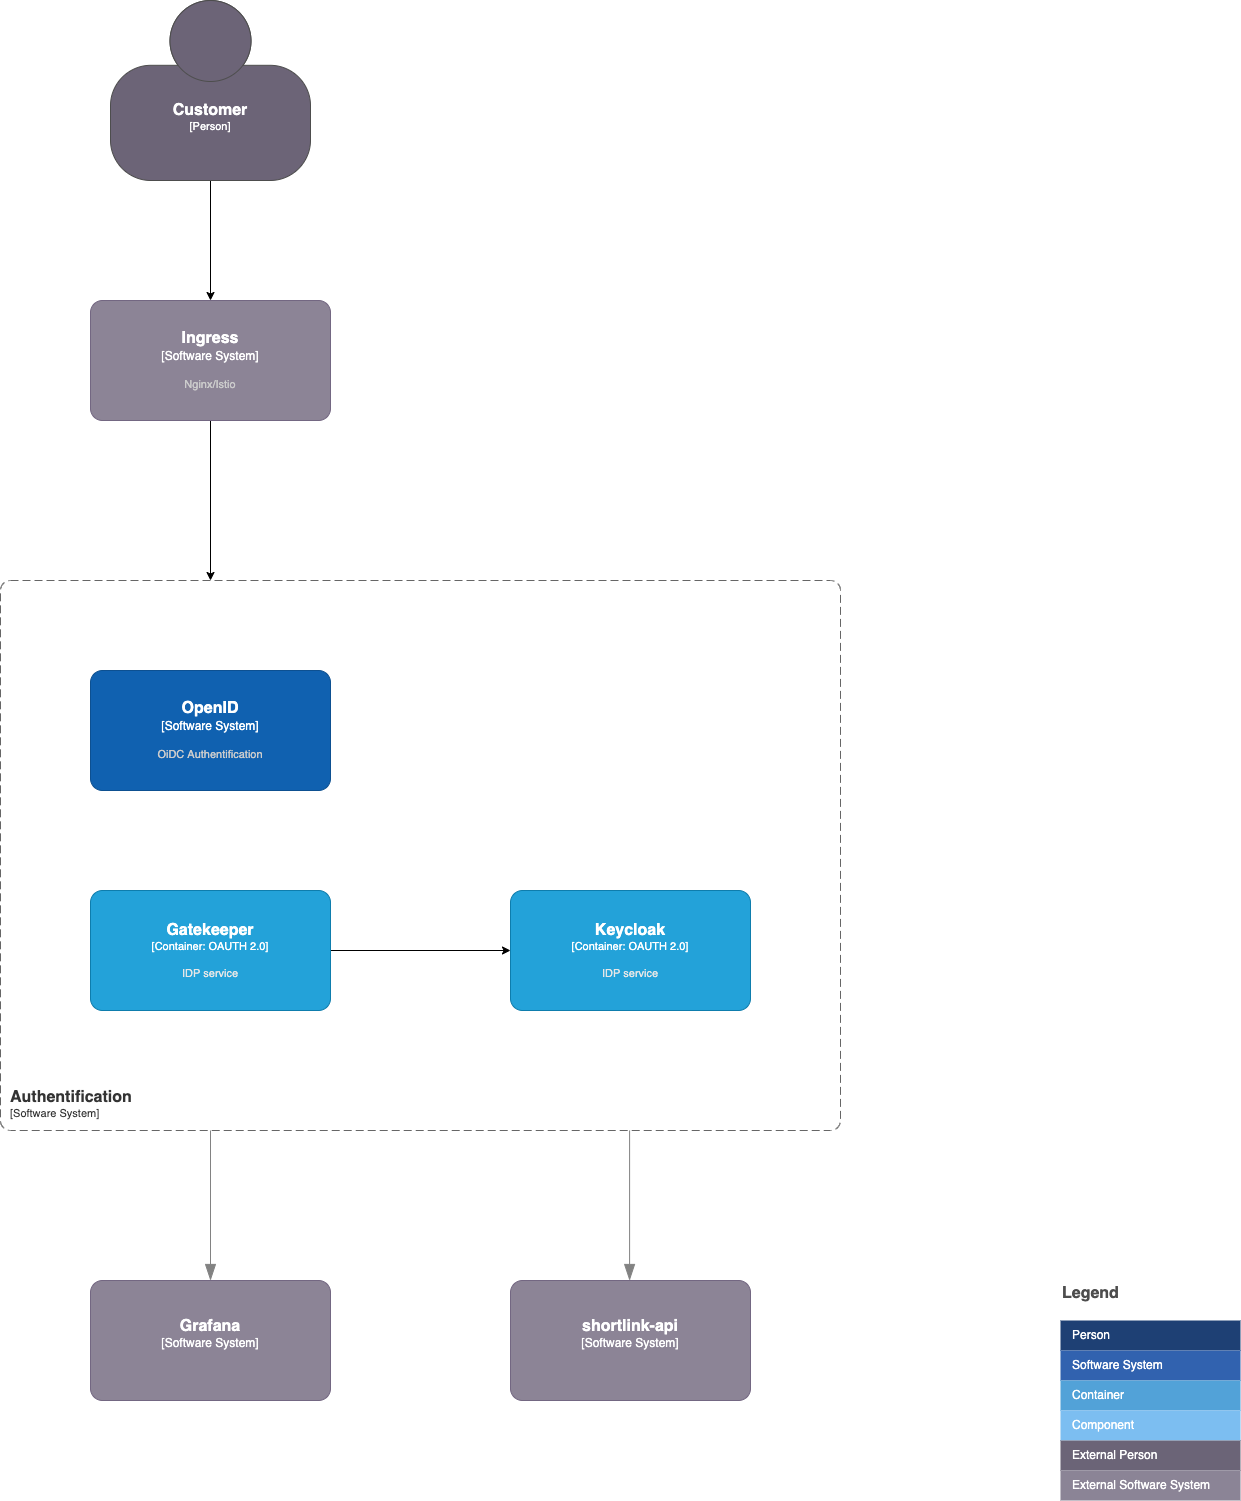 Customer
[Person]
Ingress
[Software System]
Nginx/Istio
OpenID
[Software System]
OiDC Authentification
Gatekeeper
[Container: OAUTH 2.0]
IDP service
Keycloak
[Container: OAUTH 2.0]
IDP service
Authentification
[Software System]
Grafana
[Software System]
shortlink-api
[Software System]
Legend
Person
Software System
Container
Component
External Person
External Software System